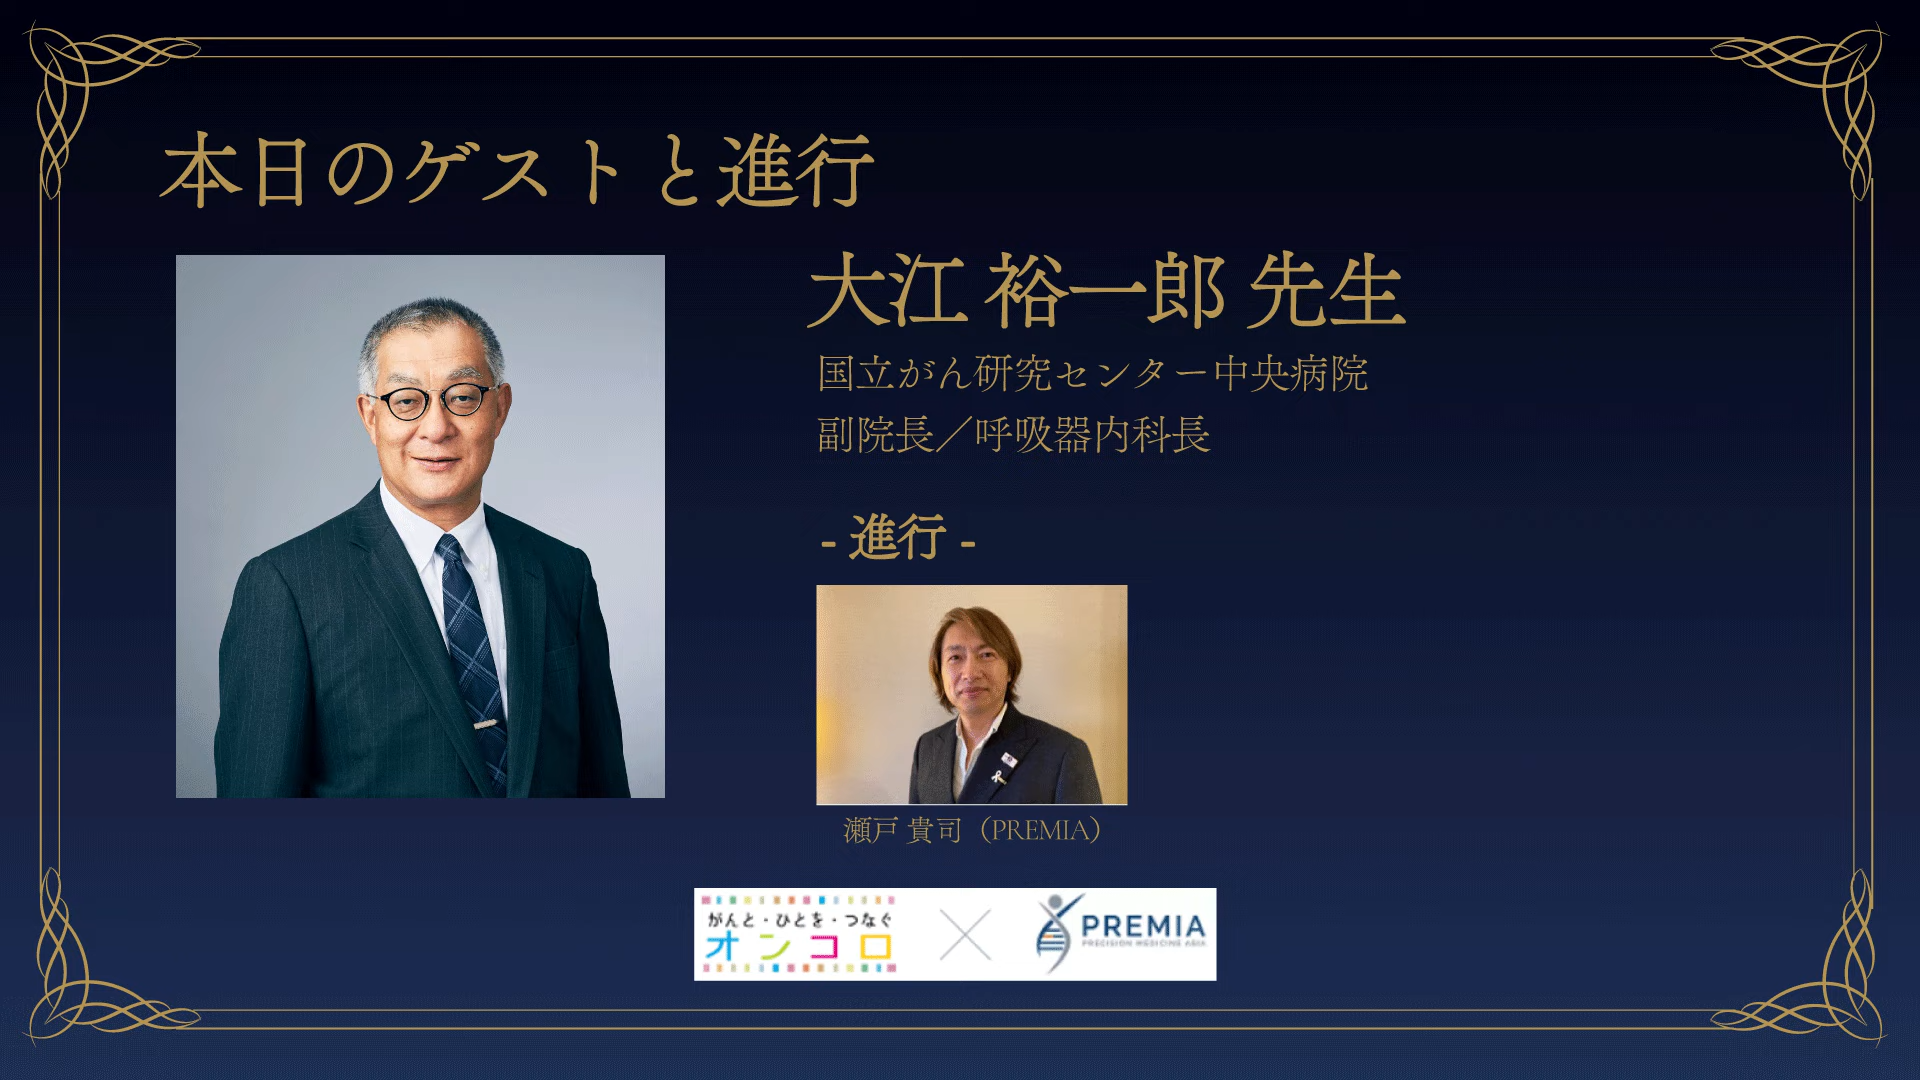 本日のゲストと進行
大江 裕一郎 先生
国立がん研究センター中央病院
副院長／呼吸器内科長
- 進行 -
瀬戸 貴司（PREMIA）
がんと・ひとを・つなぐ
オンコロ
PREMIA
PRECISION MEDICINE ASIA